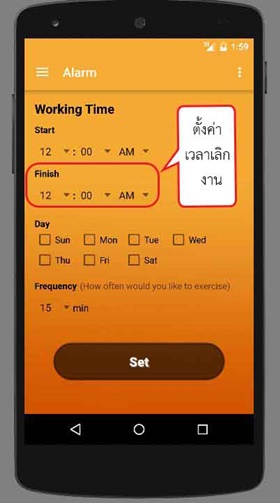 1:59
Alarm
Working Time
Start
12 : 00 AM
Finish
12 : 00 AM
ตั้งค่า
เวลาเลิก
งาน
Day
Sun Mon Tue Wed
Thu Fri Sat
Frequency (How often would you like to exercise)
15 min
Set